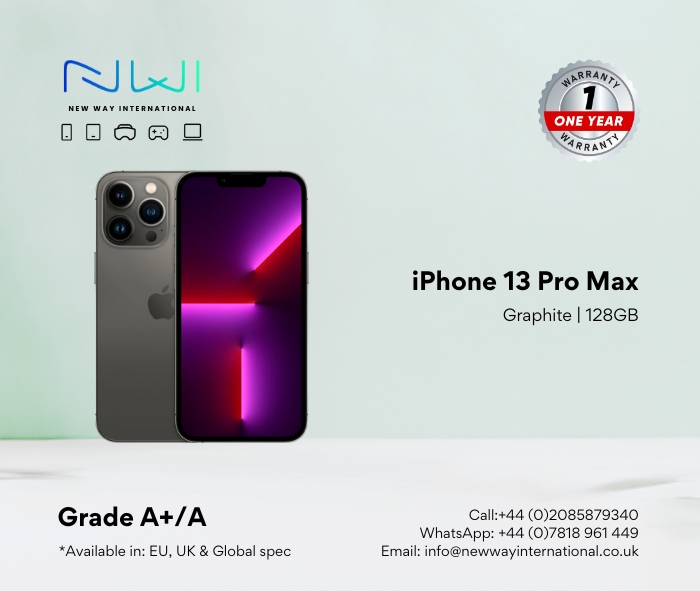 NWI
NEW WAY INTERNATIONAL
WARRANTY
1
ONE YEAR
WARRANTY
iPhone 13 Pro Max
Graphite | 128GB
Grade A+/A
*Available in: EU, UK & Global spec
Call:+44 (0)2085879340
WhatsApp: +44 (0)7818 961 449
Email: info@newwayinternational.co.uk